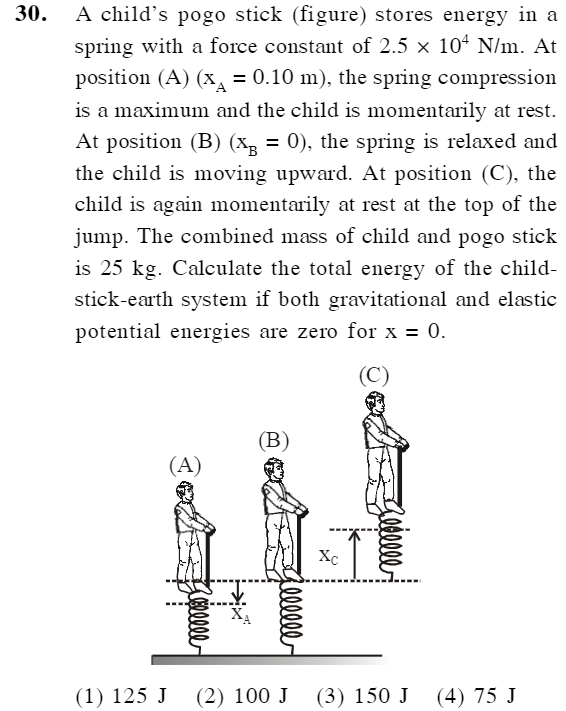 30. A child's pogo stick (figure) stores energy in a
spring with a force constant of 2.5 × 10⁴ N/m. At
position (A) (x_A = 0.10 m), the spring compression
is a maximum and the child is momentarily at rest.
At position (B) (x_B = 0), the spring is relaxed and
the child is moving upward. At position (C), the
child is again momentarily at rest at the top of the
jump. The combined mass of child and pogo stick
is 25 kg. Calculate the total energy of the child-
stick-earth system if both gravitational and elastic
potential energies are zero for x = 0.
(C)
(B)
(A)
x_C
x_A
(1) 125 J (2) 100 J (3) 150 J (4) 75 J